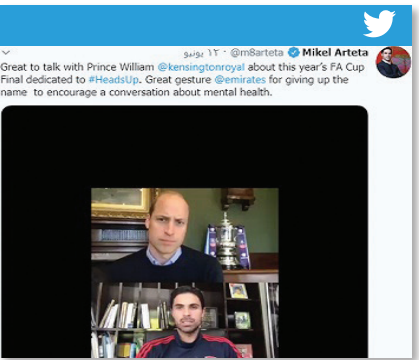 Mikel Arteta @m8arteta · ١٢ يونيو
Great to talk with Prince William @kensingtonroyal about this year's FA Cup
Final dedicated to #HeadsUp. Great gesture @emirates for giving up the
name to encourage a conversation about mental health.